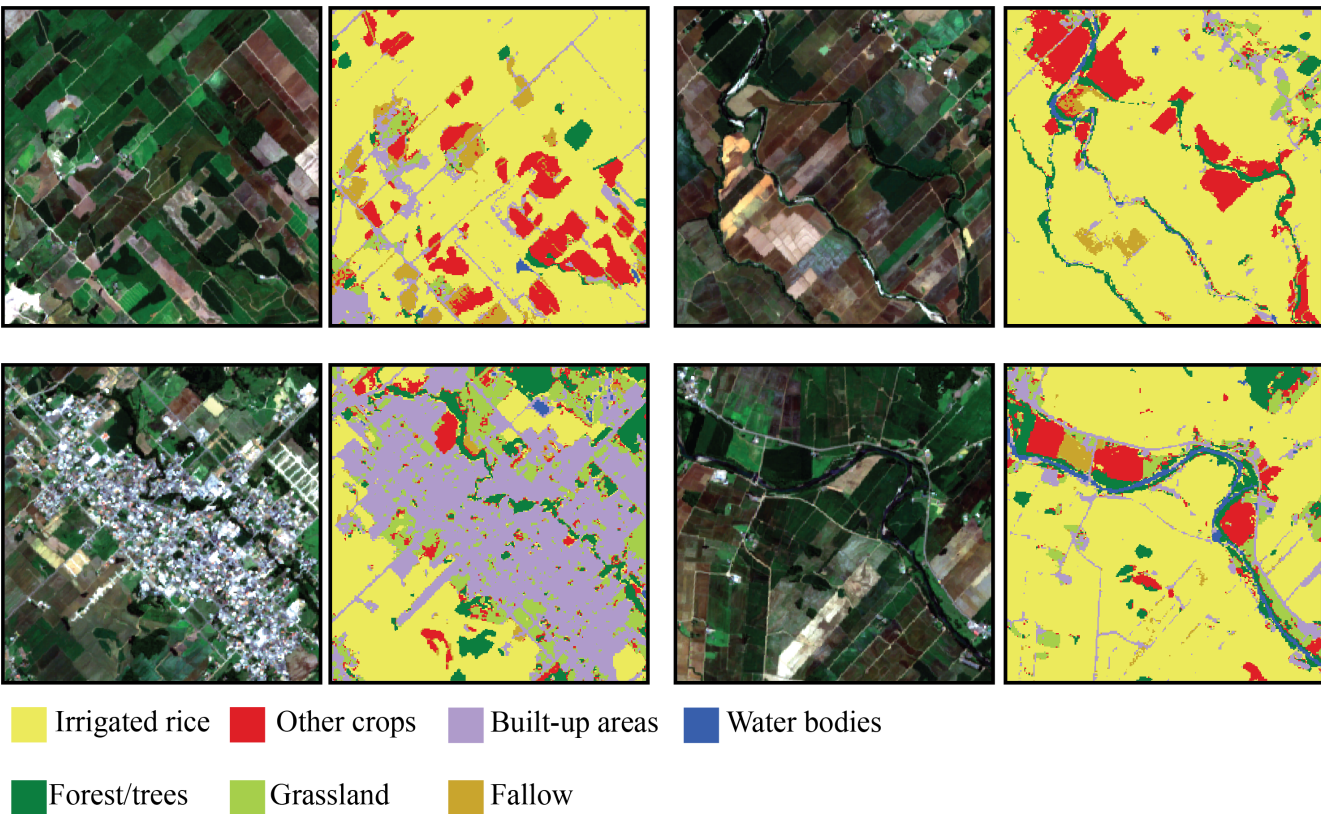 Irrigated rice Other crops Built-up areas Water bodies
Forest/trees Grassland Fallow